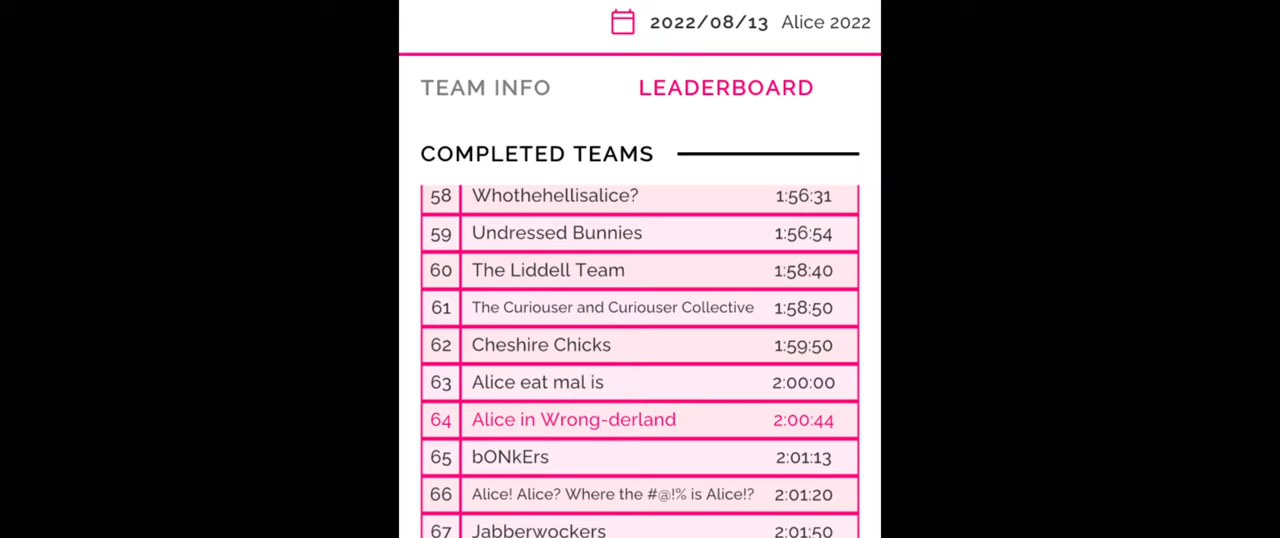 2022/08/13 Alice 2022
TEAM INFO LEADERBOARD
COMPLETED TEAMS
58 Whothehellisalice? 1:56:31
59 Undressed Bunnies 1:56:54
60 The Liddell Team 1:58:40
61 The Curiouser and Curiouser Collective 1:58:50
62 Cheshire Chicks 1:59:50
63 Alice eat mal is 2:00:00
64 Alice in Wrong-derland 2:00:44
65 bONkErs 2:01:13
66 Alice! Alice? Where the #@!% is Alice!? 2:01:20
67 Jabberwockers 2:01:50